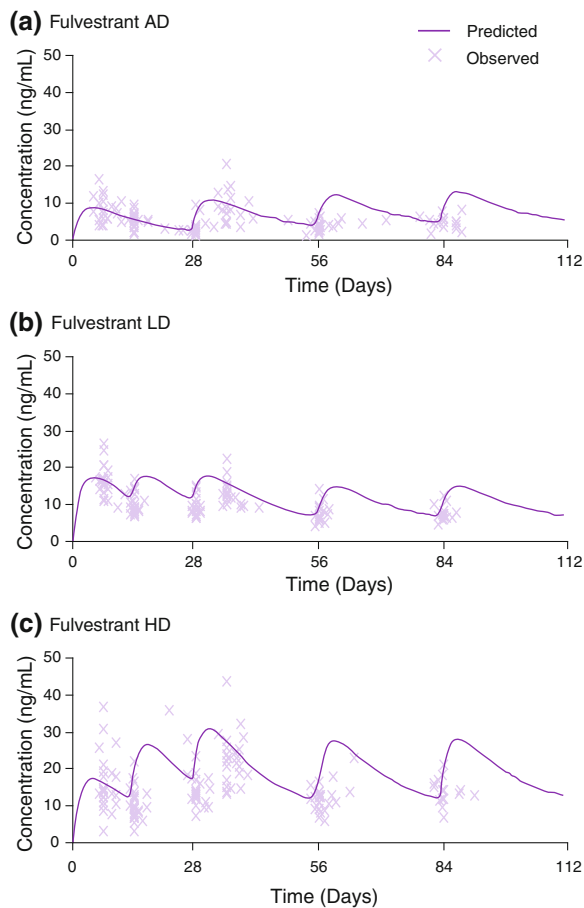 (a) Fulvestrant AD
Predicted
Observed
50
40
30
20
10
0
Concentration (ng/mL)
0 28 56 84 112
Time (Days)
(b) Fulvestrant LD
50
40
30
20
10
0
Concentration (ng/mL)
0 28 56 84 112
Time (Days)
(c) Fulvestrant HD
50
40
30
20
10
0
Concentration (ng/mL)
0 28 56 84 112
Time (Days)